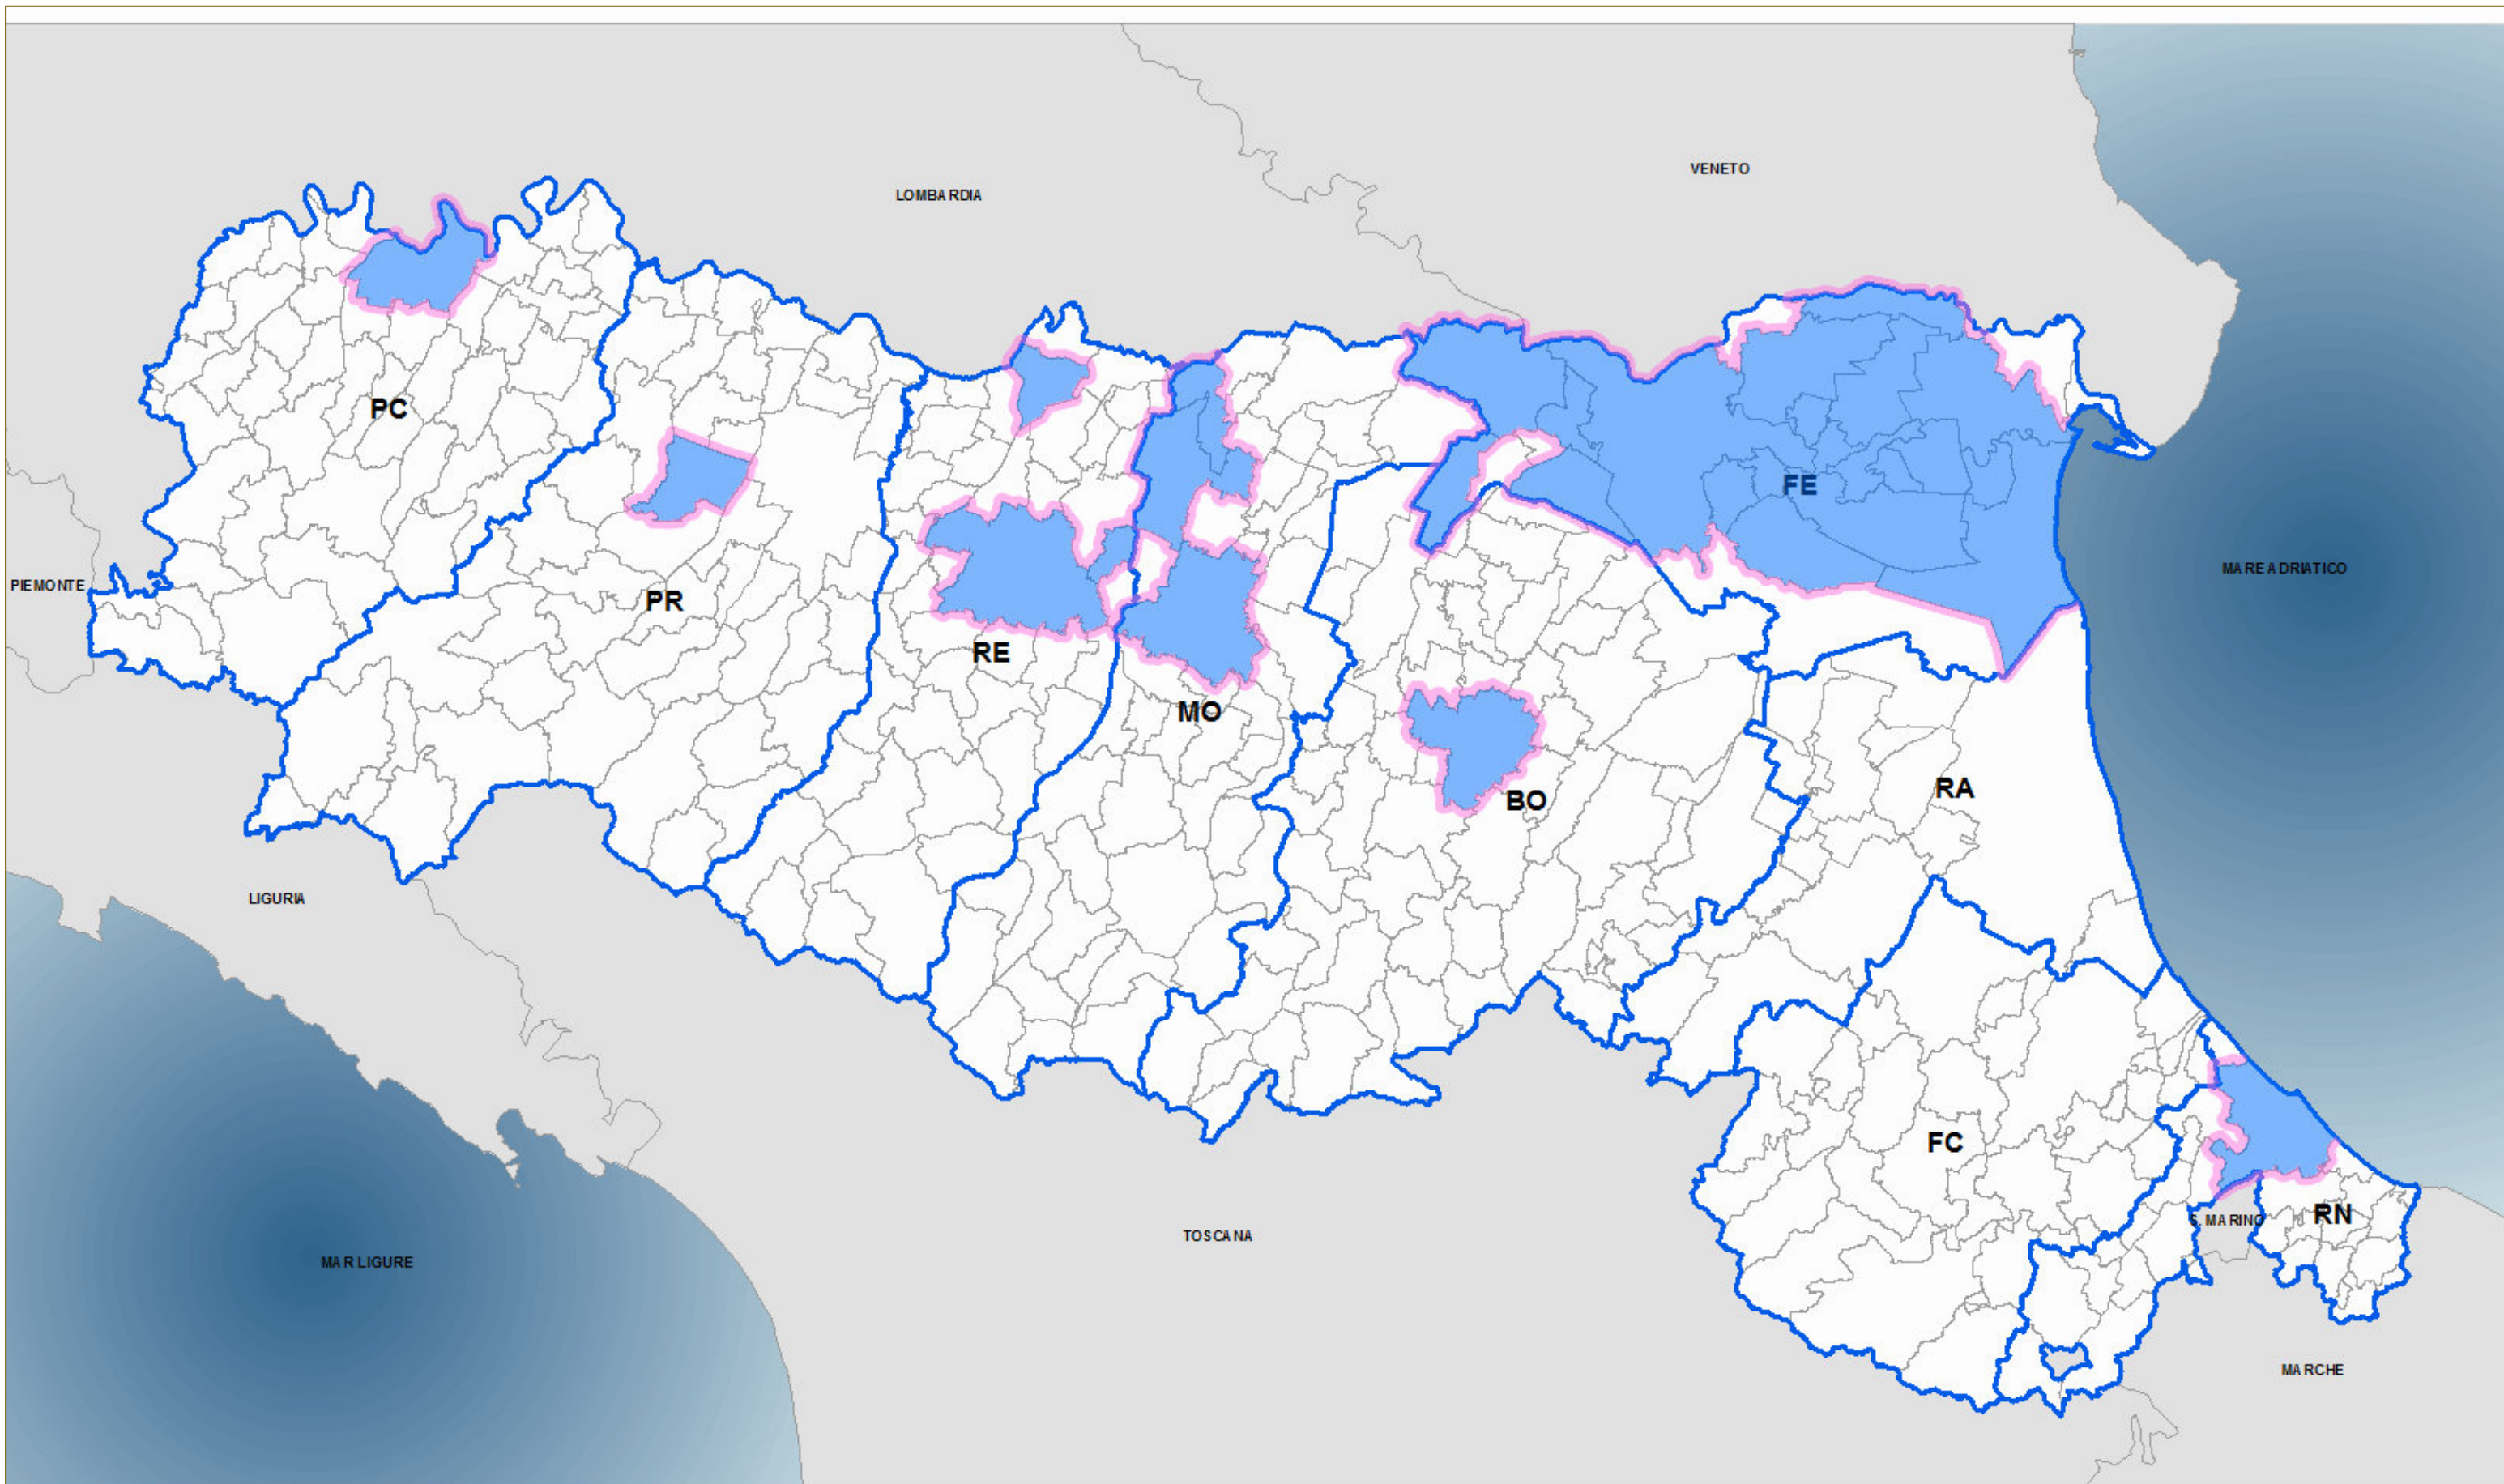 VENETO
LOMBARDIA
PC
FE
MARE ADRIATICO
PIEMONTE
PR
RE
MO
RA
BO
LIGURIA
FC
RN
S. MARINO
TOSCANA
MAR LIGURE
MARCHE